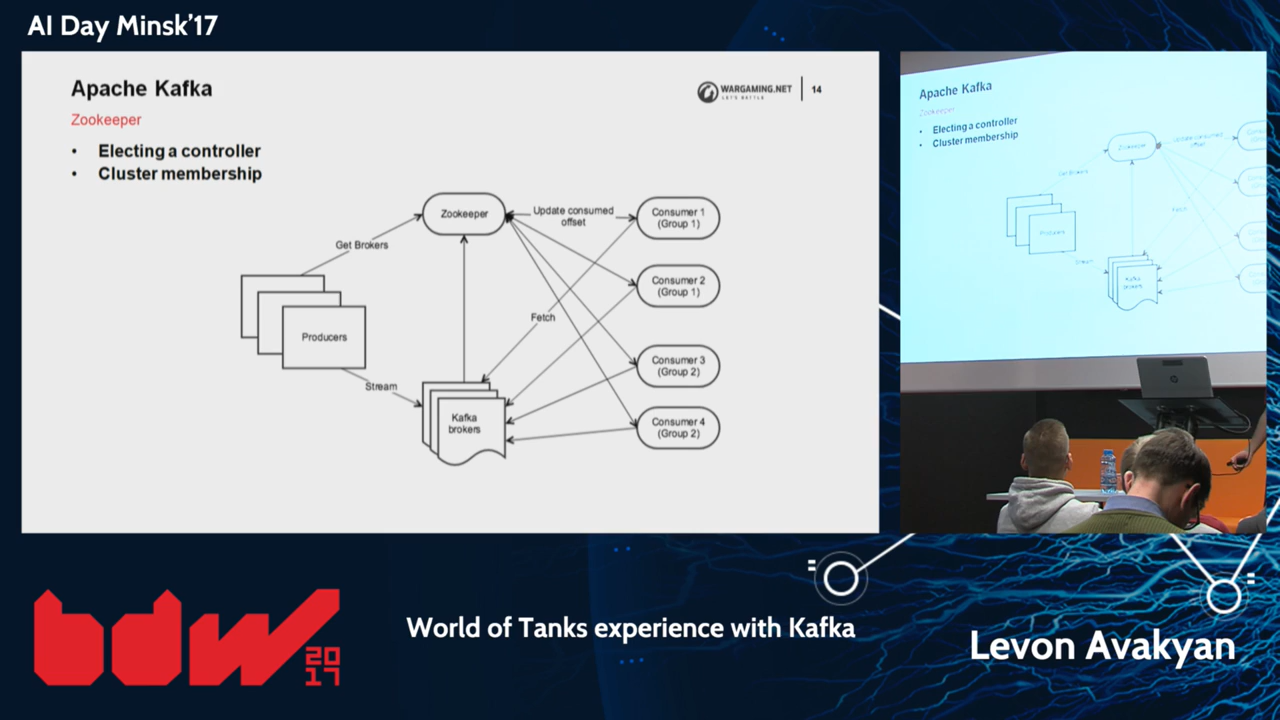 AI Day Minsk'17
Apache Kafka
WARGAMING.NET
LET'S BATTLE
14
Zookeeper
• Electing a controller
• Cluster membership
Zookeeper
Update consumed
offset
Consumer 1
(Group 1)
Get Brokers
Consumer 2
(Group 1)
Fetch
Producers
Consumer 3
(Group 2)
Stream
Kafka
brokers
Consumer 4
(Group 2)
Apache Kafka
Zookeeper
• Electing a controller
• Cluster membership
Zookeeper
Update consumed
offset
Get Brokers
Fetch
Producers
Stream
Kafka
brokers
hp
bdw
2017
World of Tanks experience with Kafka
Levon Avakyan